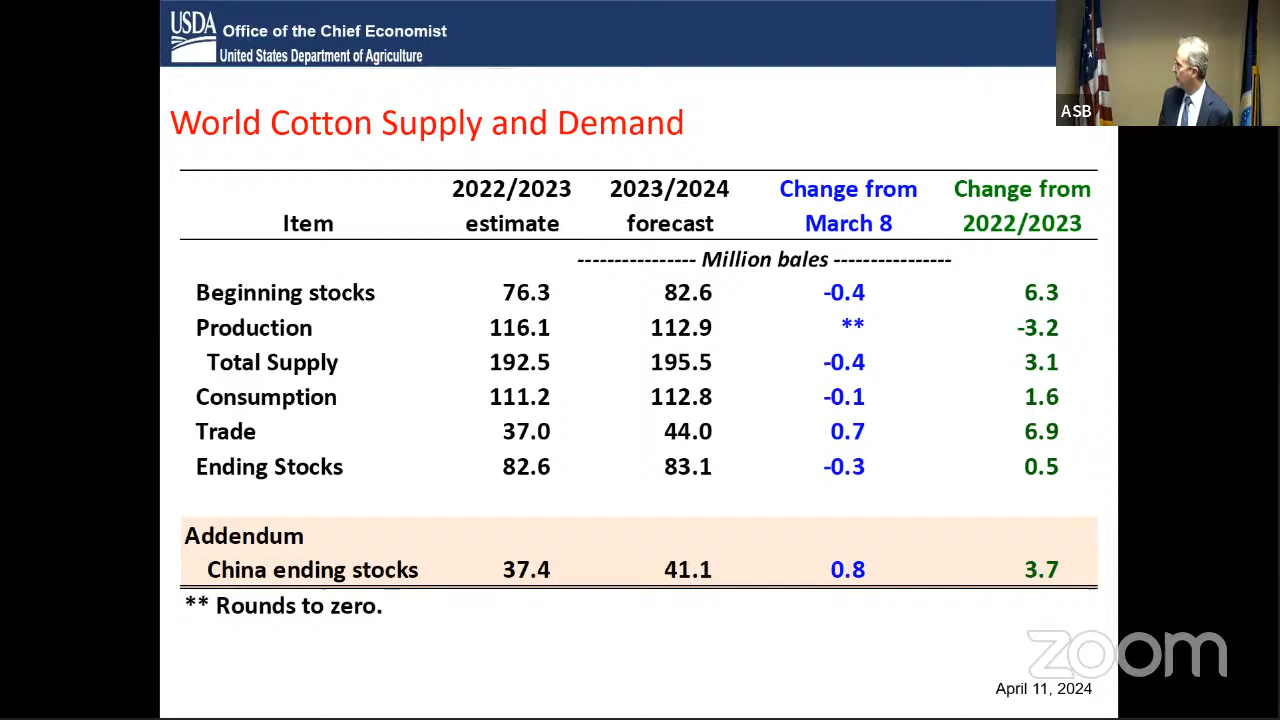 USDA Office of the Chief Economist
United States Department of Agriculture
ASB
World Cotton Supply and Demand
Item 2022/2023 estimate 2023/2024 forecast Change from March 8 Change from 2022/2023
---------------- Million bales ----------------
Beginning stocks 76.3 82.6 -0.4 6.3
Production 116.1 112.9 ** -3.2
Total Supply 192.5 195.5 -0.4 3.1
Consumption 111.2 112.8 -0.1 1.6
Trade 37.0 44.0 0.7 6.9
Ending Stocks 82.6 83.1 -0.3 0.5
Addendum
China ending stocks 37.4 41.1 0.8 3.7
** Rounds to zero.
zoom
April 11, 2024